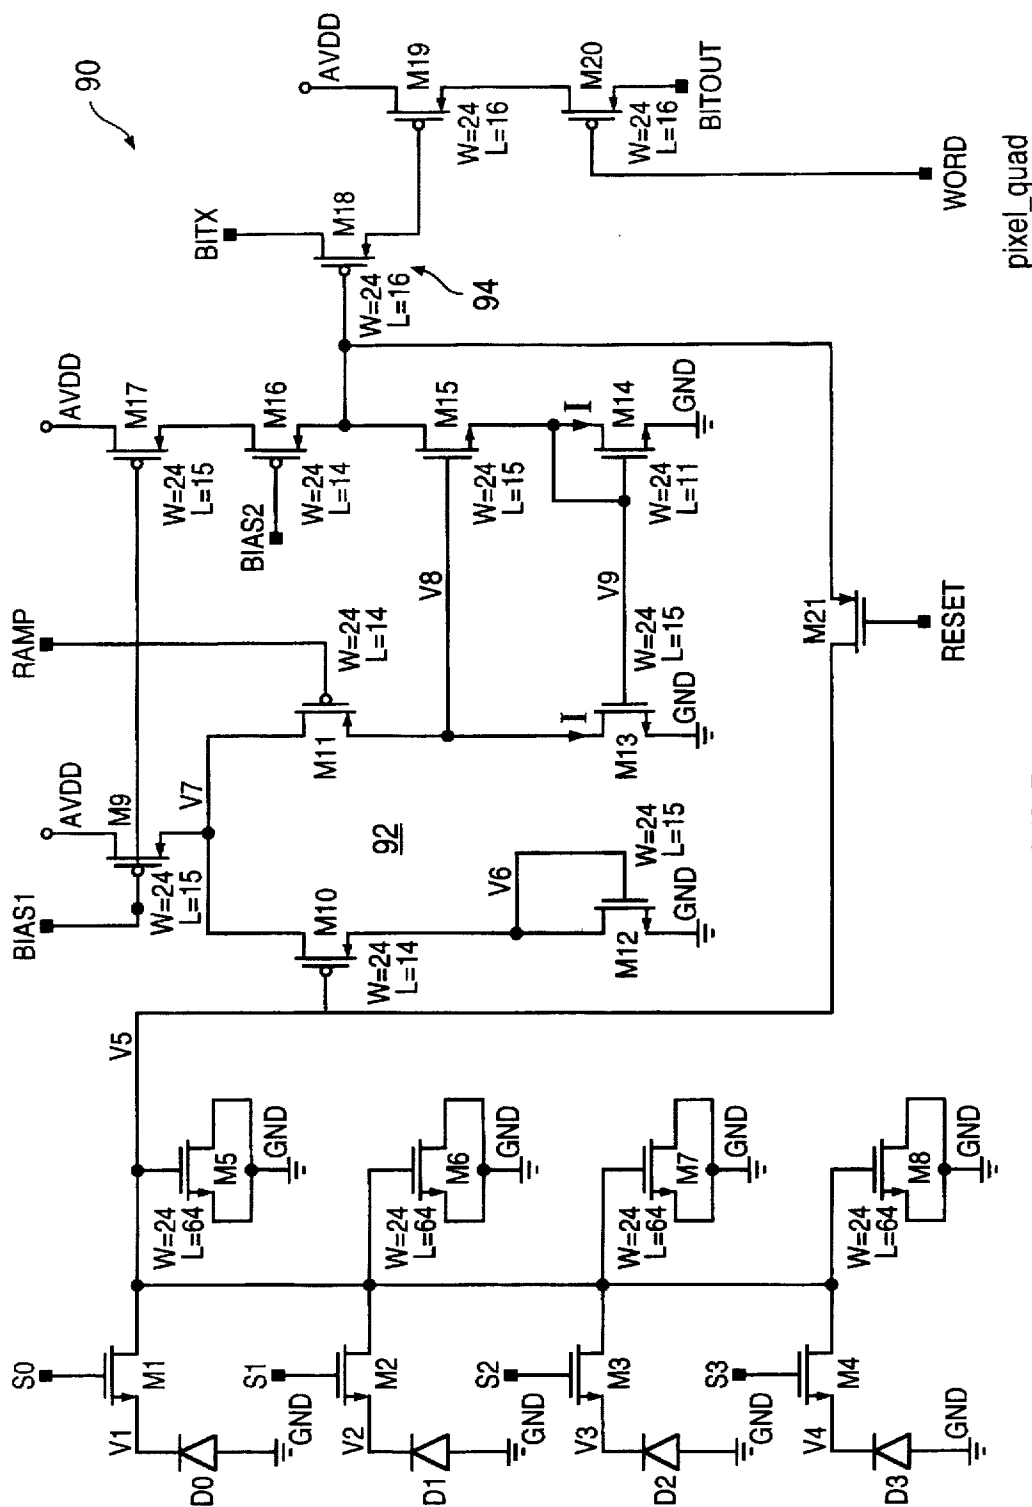 90
AVDD
M19
W=24
L=16
M20
W=24
L=16
BITOUT
WORD
BITX
M18
W=24
L=16
94
AVDD
M17
W=24
L=15
M16
W=24
L=14
BIAS2
M15
W=24
L=15
V8
I
M14
W=24
L=11
GND
V9
RAMP
W=24
L=14
M11
I
W=24
L=15
M13
GND
M21
RESET
AVDD
M9
V7
BIAS1
W=24
L=15
92
M10
W=24
L=14
V6
W=24
L=15
M12
GND
V5
W=24
L=64
M5
GND
W=24
L=64
M6
GND
W=24
L=64
M7
GND
W=24
L=64
M8
GND
S0
M1
V1
D0
GND
S1
M2
V2
D1
GND
S2
M3
V3
D2
GND
S3
M4
V4
D3
GND
pixel_quad